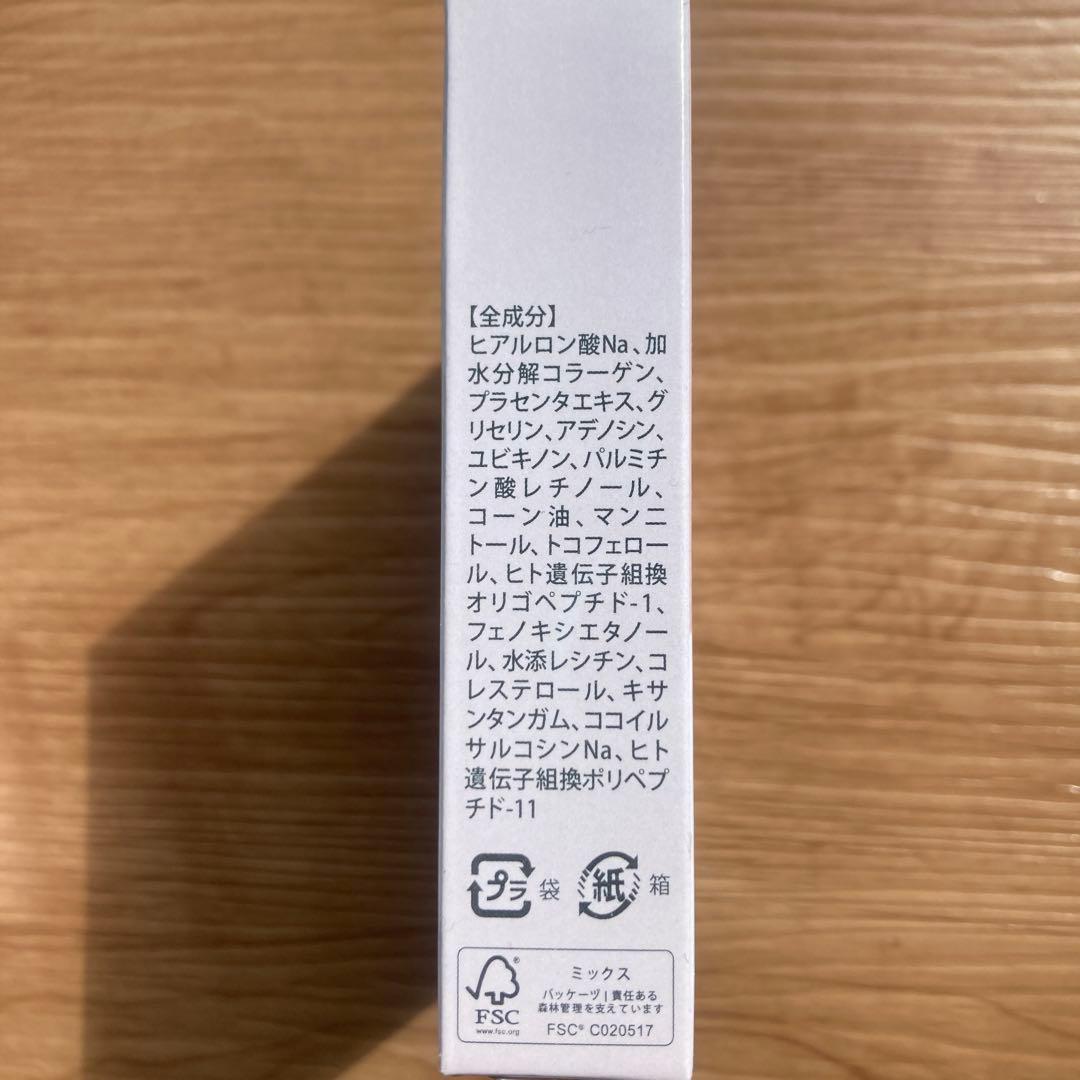 【全成分】
ヒアルロン酸Na、加
水分解コラーゲン、
プラセンタエキス、グ
リセリン、アデノシン、
ユビキノン、パルミチ
ン酸レチノール、
コーン油、マンニ
トール、トコフェロー
ル、ヒト遺伝子組換
オリゴペプチド-1、
フェノキシエタノー
ル、水添レシチン、コ
レステロール、キサ
ンタンガム、ココイル
サルコシンNa、ヒト
遺伝子組換ポリペプ
チド-11
プラ 袋 紙 箱
FSC®
www.fsc.org
ミックス
パッケージ | 責任ある
森林管理を支えています
FSC® C020517